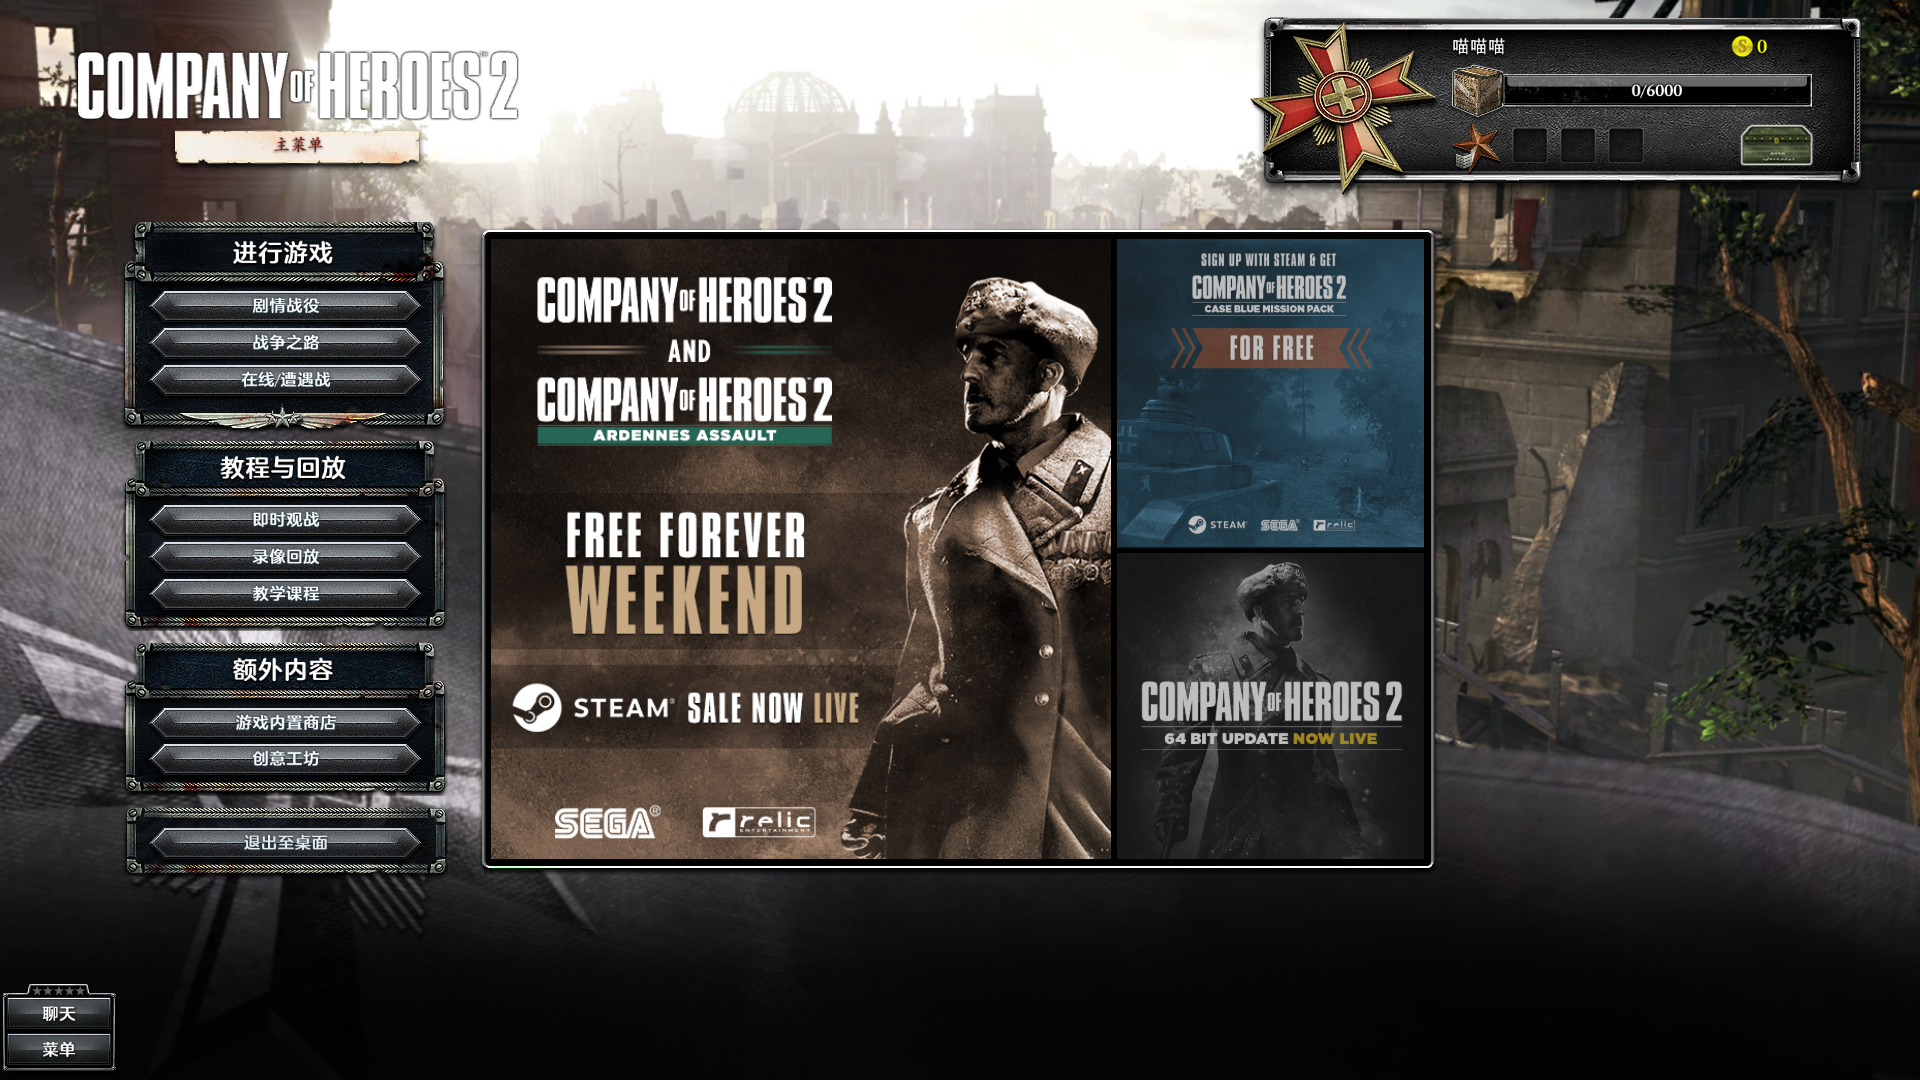 COMPANY OF HEROES™ 2
主菜单
喵喵喵
0
0/6000
进行游戏
剧情战役
战争之路
在线/遭遇战
教程与回放
即时观战
录像回放
教学课程
额外内容
游戏内置商店
创意工坊
退出至桌面
COMPANY OF HEROES™ 2
AND
COMPANY OF HEROES™ 2
ARDENNES ASSAULT
FREE FOREVER
WEEKEND
STEAM® SALE NOW LIVE
SEGA®
relic
ENTERTAINMENT
SIGN UP WITH STEAM & GET
COMPANY OF HEROES 2
CASE BLUE MISSION PACK
FOR FREE
STEAM SEGA relic
COMPANY OF HEROES 2
64 BIT UPDATE NOW LIVE
聊天
菜单